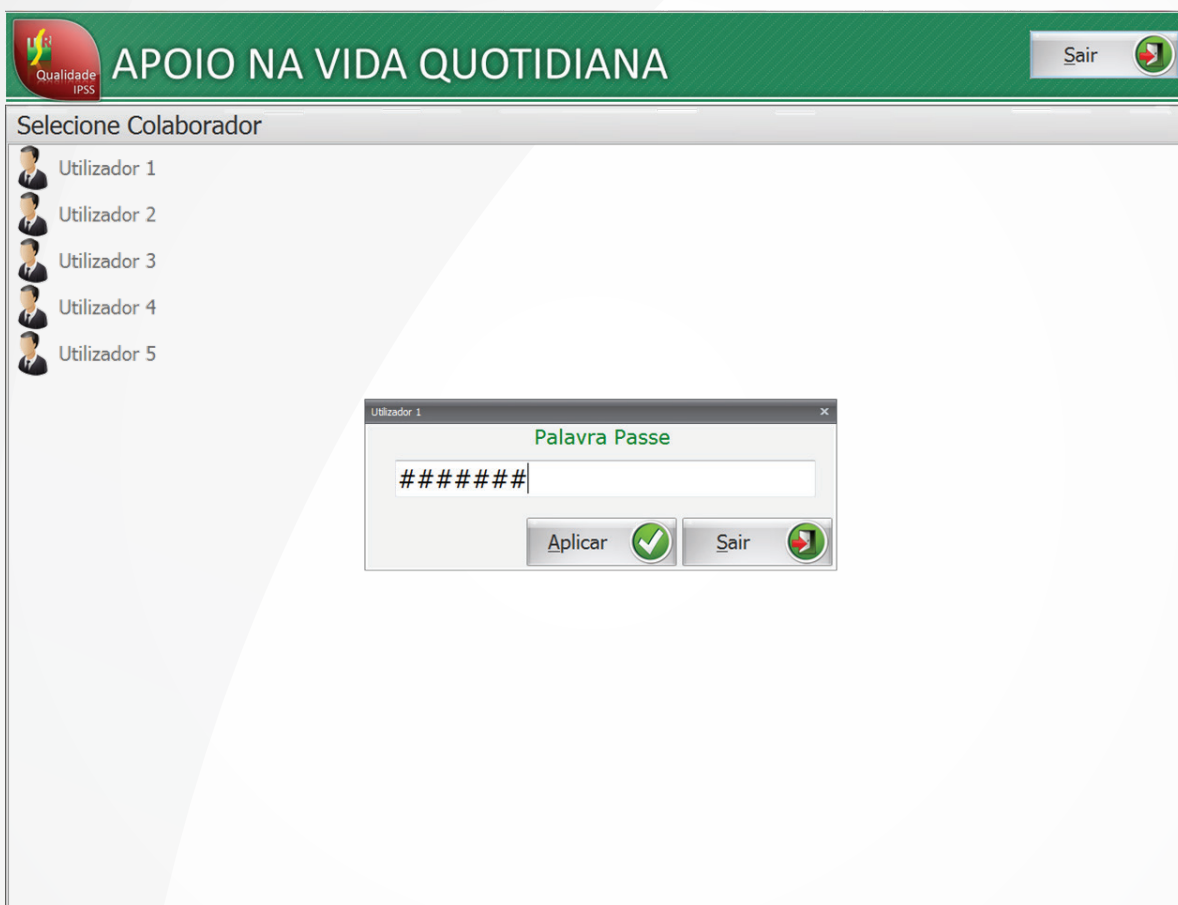 TSR
Qualidade
IPSS
APOIO NA VIDA QUOTIDIANA
Sair
Selecione Colaborador
Utilizador 1
Utilizador 2
Utilizador 3
Utilizador 4
Utilizador 5
Utilizador 1
Palavra Passe
#######
Aplicar
Sair